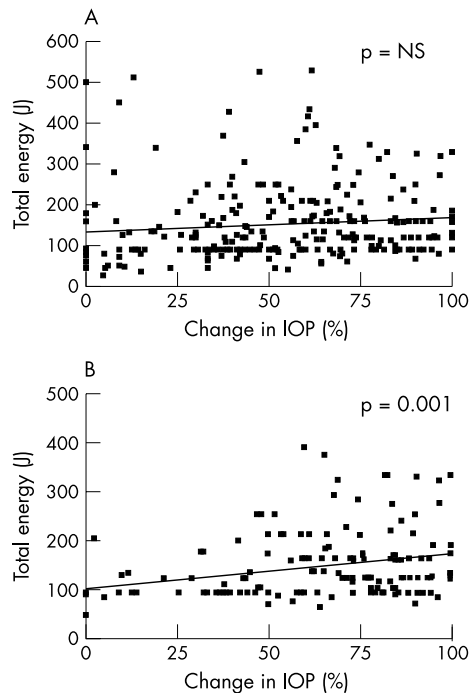 A
600
p = NS
500
400
300
200
100
0
Total energy (J)
0 25 50 75 100
Change in IOP (%)
B
500
p = 0.001
400
300
200
100
0
Total energy (J)
0 25 50 75 100
Change in IOP (%)